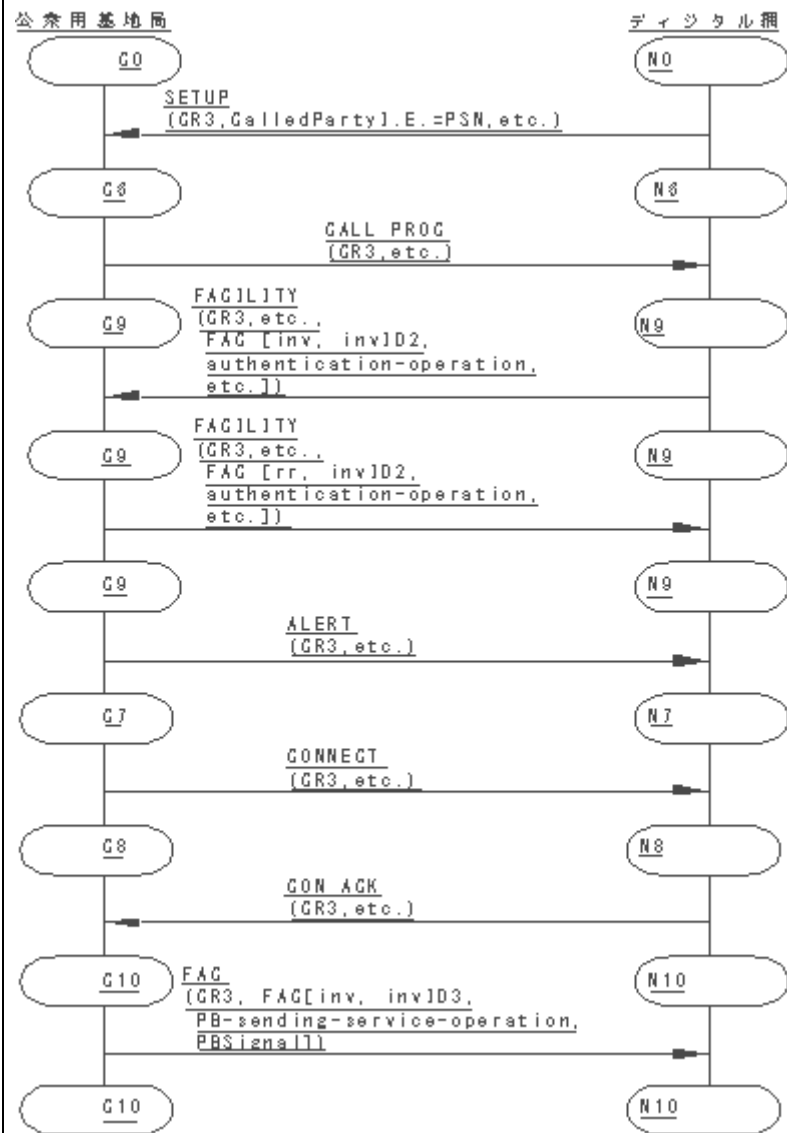 公衆用基地局
ディジタル網
G0
N0
SETUP
(CR3,CalledPartyI.E.=PSN,etc.)
G6
N6
CALL PROC
(CR3,etc.)
FACILITY
(CR3,etc.,
FAC [inv, invID2,
authentication-operation,
etc.])
G9
N9
FACILITY
(CR3,etc.,
FAC [rr, invID2,
authentication-operation,
etc.])
G9
N9
G9
N9
ALERT
(CR3,etc.)
G7
N7
CONNECT
(CR3,etc.)
G8
N8
CON ACK
(CR3,etc.)
G10
N10
FAC
(CR3, FAC[inv, invID3,
PB-sending-service-operation,
PBSignal])
G10
N10